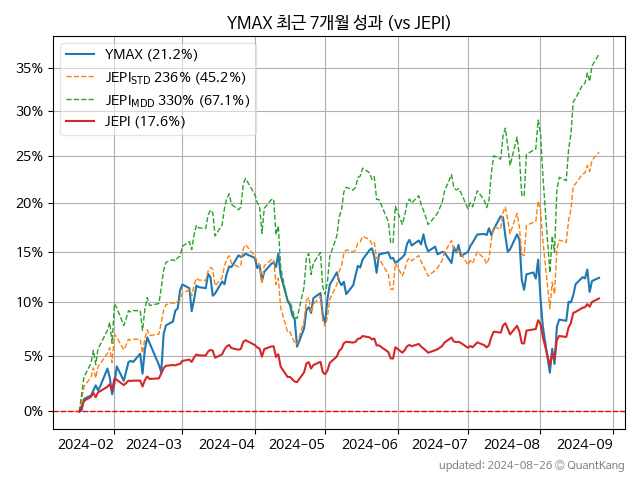 YMAX 최근 7개월 성과 (vs JEPI)
YMAX (21.2%)
JEPI_STD 236% (45.2%)
JEPI_MDD 330% (67.1%)
JEPI (17.6%)
35%
30%
25%
20%
15%
10%
5%
0%
2024-02 2024-03 2024-04 2024-05 2024-06 2024-07 2024-08 2024-09
updated: 2024-08-26 © QuantKang